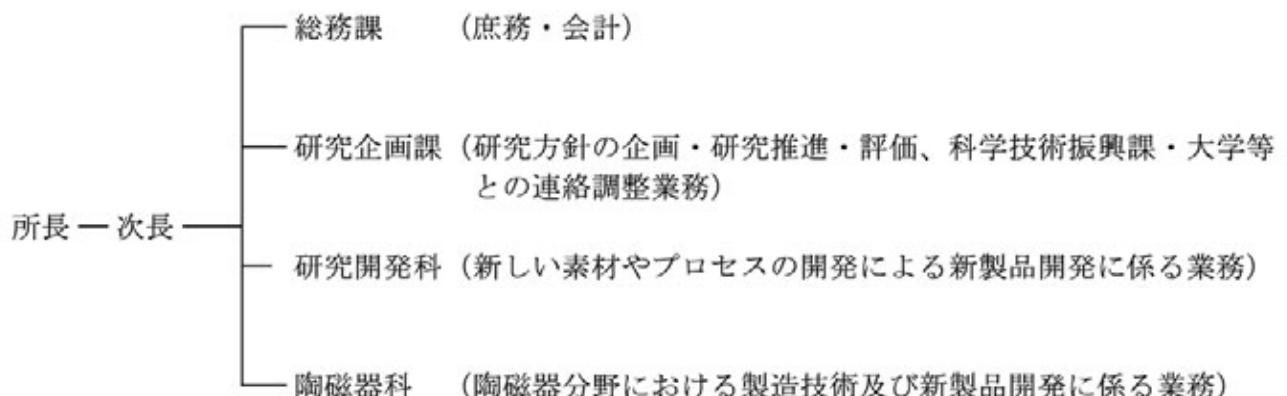 総務課 （庶務・会計）
研究企画課（研究方針の企画・研究推進・評価、科学技術振興課・大学等
との連絡調整業務）
所長 ― 次長
研究開発科（新しい素材やプロセスの開発による新製品開発に係る業務）
陶磁器科 （陶磁器分野における製造技術及び新製品開発に係る業務）